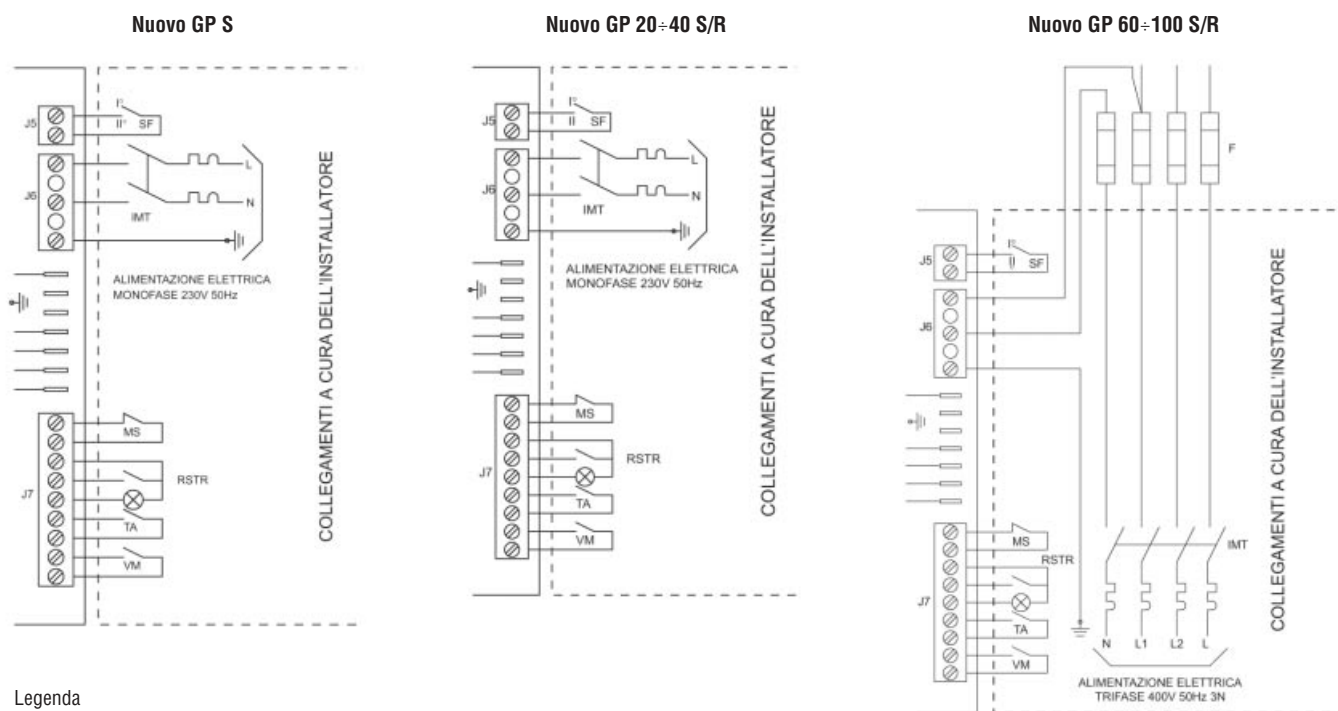 Nuovo GP S
J5
I°
II° SF
J6
L
N
IMT
ALIMENTAZIONE ELETTRICA
MONOFASE 230V 50Hz
J7
MS
RSTR
TA
VM
COLLEGAMENTI A CURA DELL'INSTALLATORE
Nuovo GP 20÷40 S/R
J5
I°
II SF
J6
L
N
IMT
ALIMENTAZIONE ELETTRICA
MONOFASE 230V 50Hz
J7
MS
RSTR
TA
VM
COLLEGAMENTI A CURA DELL'INSTALLATORE
Nuovo GP 60÷100 S/R
F
J5
I°
II SF
J6
J7
MS
RSTR
TA
VM
IMT
N L1 L2 L
ALIMENTAZIONE ELETTRICA
TRIFASE 400V 50Hz 3N
COLLEGAMENTI A CURA DELL'INSTALLATORE
Legenda